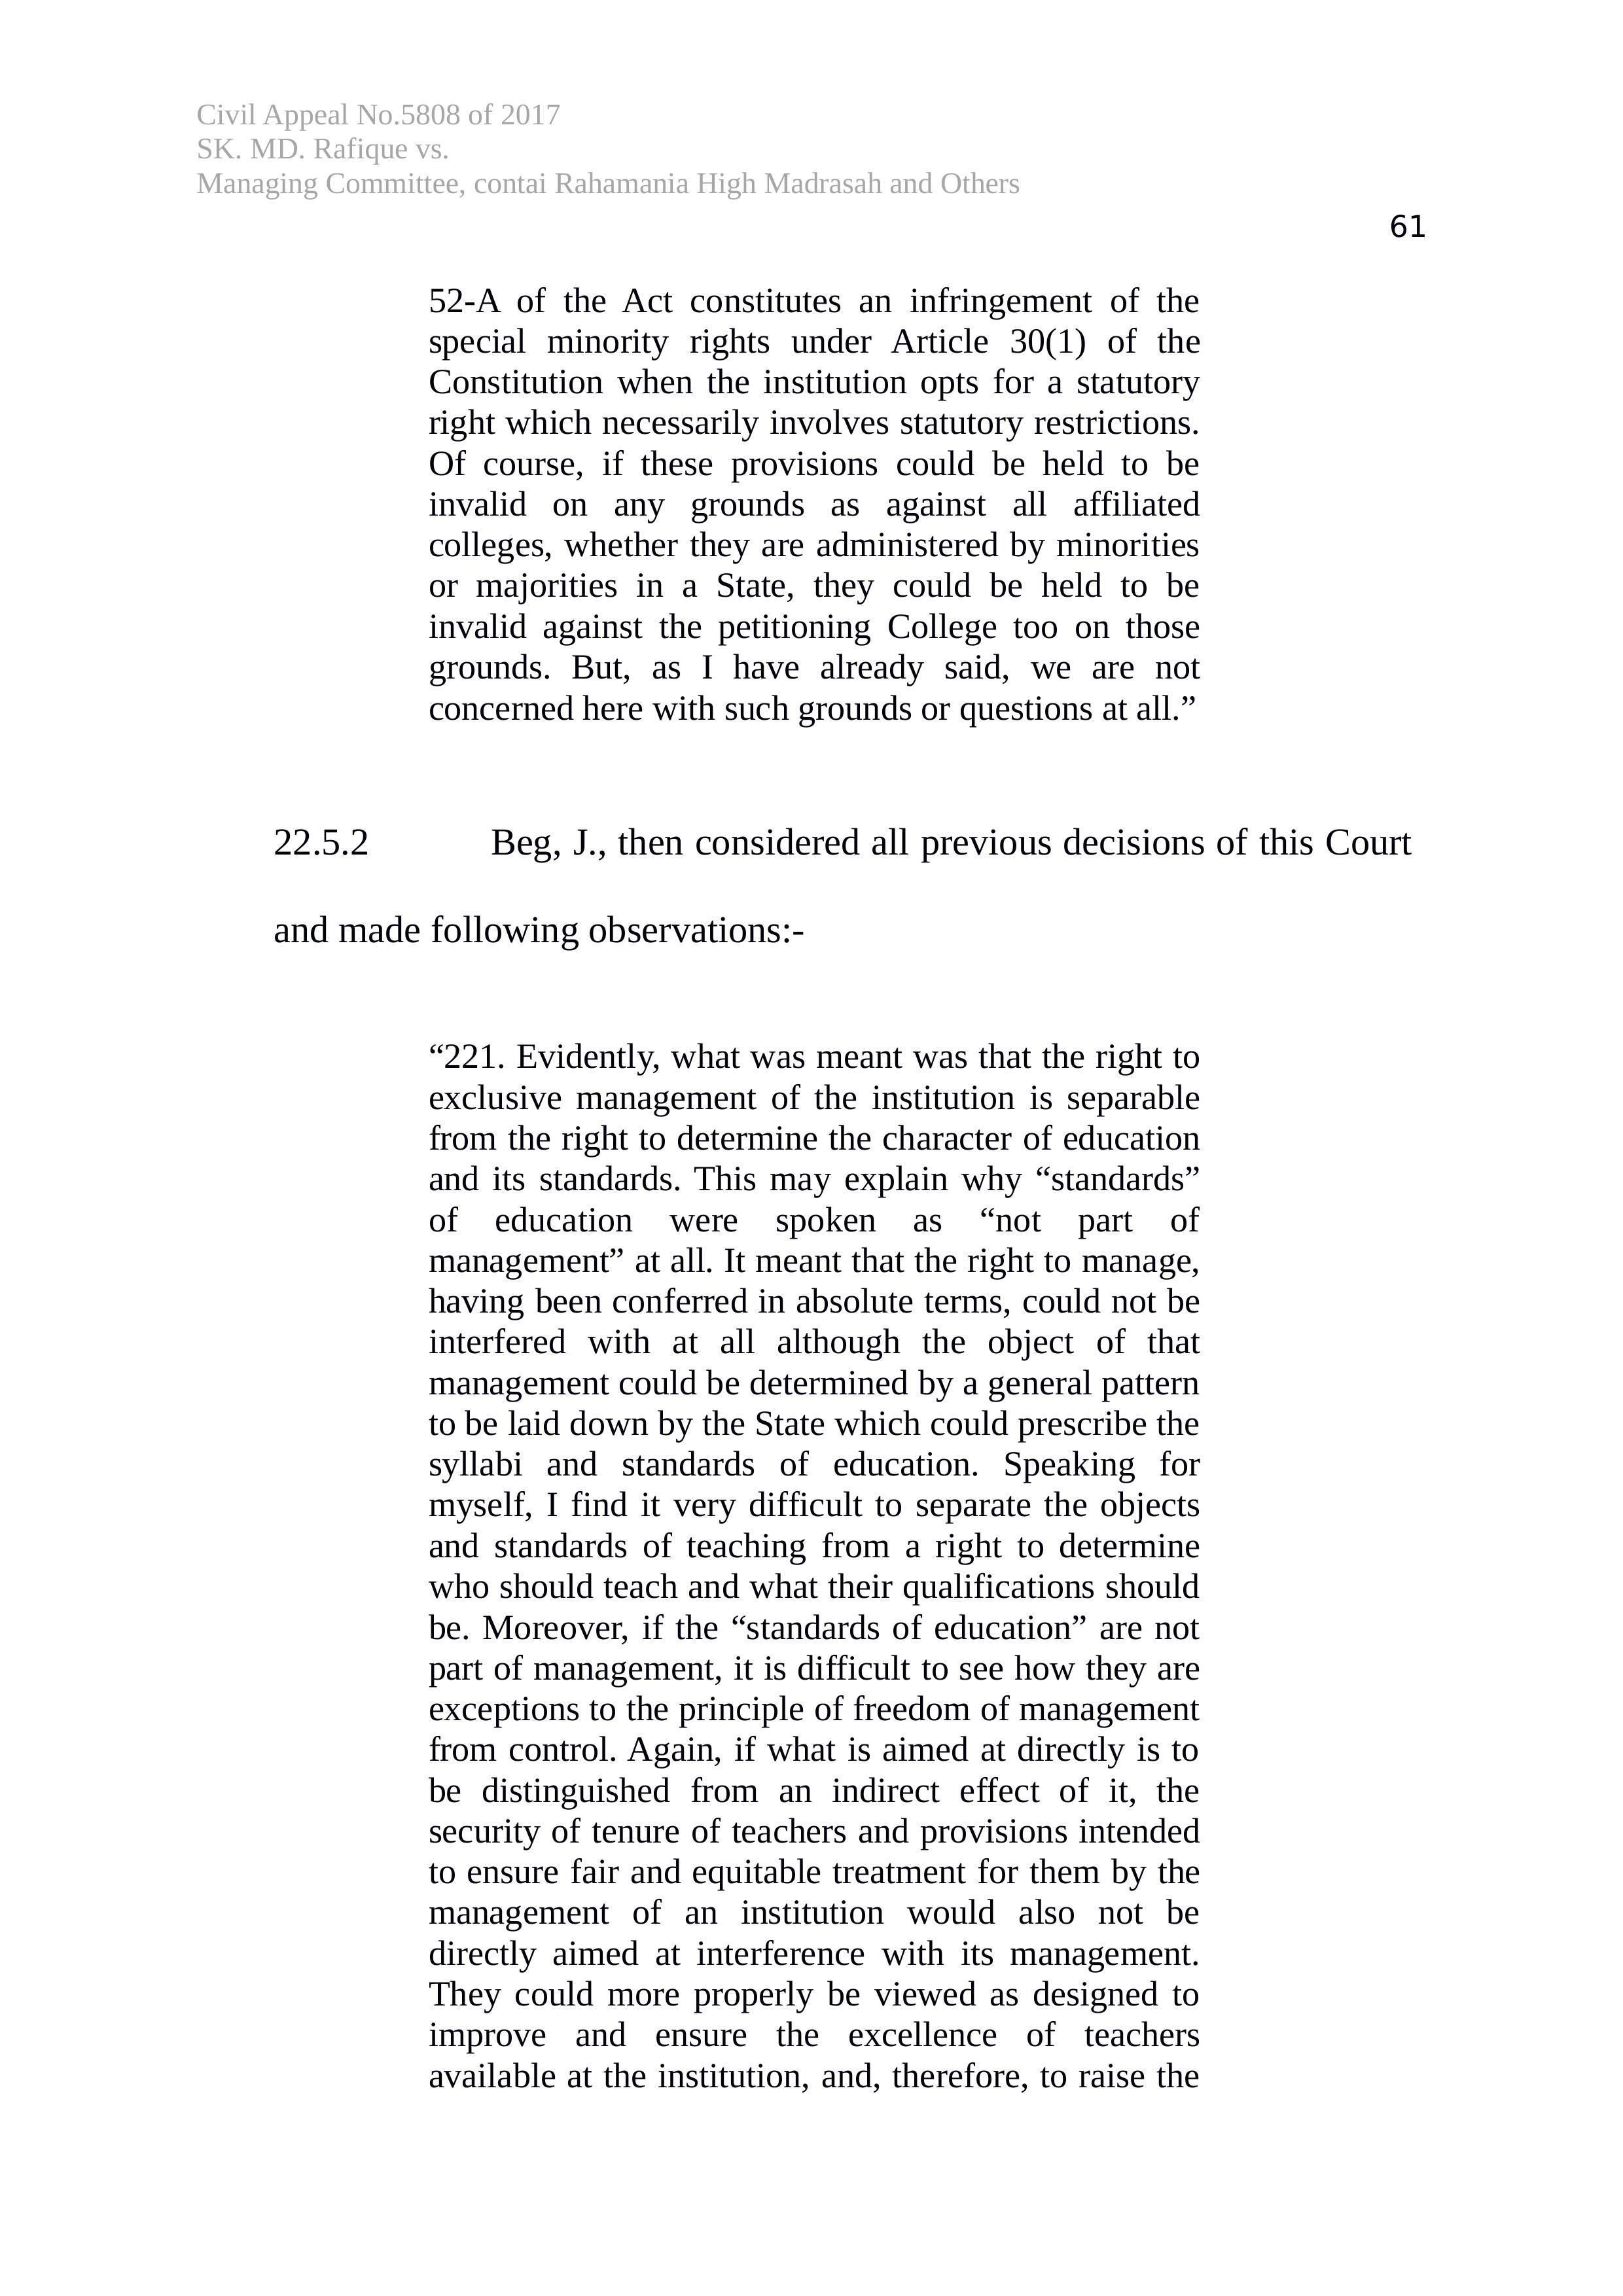 Civil Appeal No.5808 of 2017
SK. MD. Rafique vs.
Managing Committee, contai Rahamania High Madrasah and Others
61
52-A of the Act constitutes an infringement of the
special minority rights under Article 30(1) of the
Constitution when the institution opts for a statutory
right which necessarily involves statutory restrictions.
Of course, if these provisions could be held to be
invalid on any grounds as against all affiliated
colleges, whether they are administered by minorities
or majorities in a State, they could be held to be
invalid against the petitioning College too on those
grounds. But, as I have already said, we are not
concerned here with such grounds or questions at all.”
22.5.2 Beg, J., then considered all previous decisions of this Court
and made following observations:-
“221. Evidently, what was meant was that the right to
exclusive management of the institution is separable
from the right to determine the character of education
and its standards. This may explain why “standards”
of education were spoken as “not part of
management” at all. It meant that the right to manage,
having been conferred in absolute terms, could not be
interfered with at all although the object of that
management could be determined by a general pattern
to be laid down by the State which could prescribe the
syllabi and standards of education. Speaking for
myself, I find it very difficult to separate the objects
and standards of teaching from a right to determine
who should teach and what their qualifications should
be. Moreover, if the “standards of education” are not
part of management, it is difficult to see how they are
exceptions to the principle of freedom of management
from control. Again, if what is aimed at directly is to
be distinguished from an indirect effect of it, the
security of tenure of teachers and provisions intended
to ensure fair and equitable treatment for them by the
management of an institution would also not be
directly aimed at interference with its management.
They could more properly be viewed as designed to
improve and ensure the excellence of teachers
available at the institution, and, therefore, to raise the